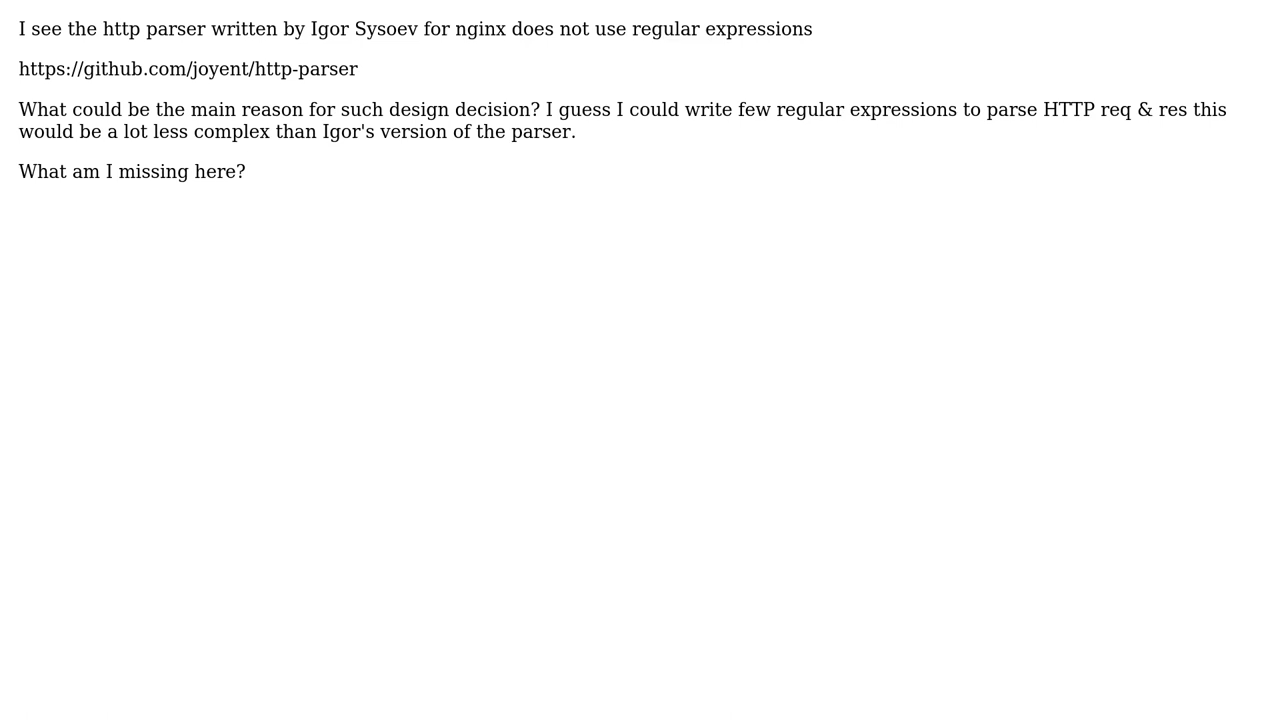 I see the http parser written by Igor Sysoev for nginx does not use regular expressions
https://github.com/joyent/http-parser
What could be the main reason for such design decision? I guess I could write few regular expressions to parse HTTP req & res this
would be a lot less complex than Igor's version of the parser.
What am I missing here?